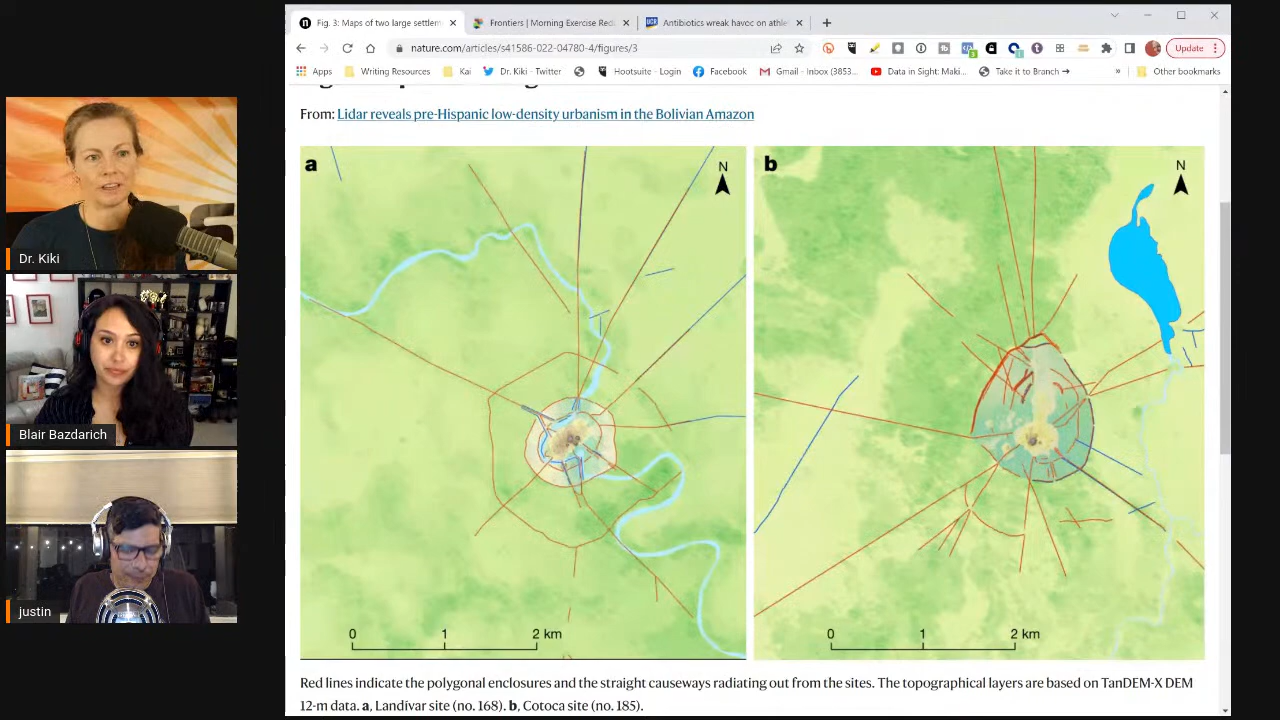 Fig. 3: Maps of two large settlem
Frontiers | Morning Exercise Red
UCR
Antibiotics wreak havoc on athle
nature.com/articles/s41586-022-04780-4/figures/3
Update
Apps
Writing Resources
Kai
Dr. Kiki - Twitter
Hootsuite - Login
Facebook
Gmail - Inbox (3853...
Data in Sight: Maki...
Take it to Branch →
»
Other bookmarks
From: Lidar reveals pre-Hispanic low-density urbanism in the Bolivian Amazon
a
N
b
N
Dr. Kiki
Blair Bazdarich
justin
0 1 2 km
0 1 2 km
Red lines indicate the polygonal enclosures and the straight causeways radiating out from the sites. The topographical layers are based on TanDEM-X DEM
12-m data. a, Landívar site (no. 168). b, Cotoca site (no. 185).